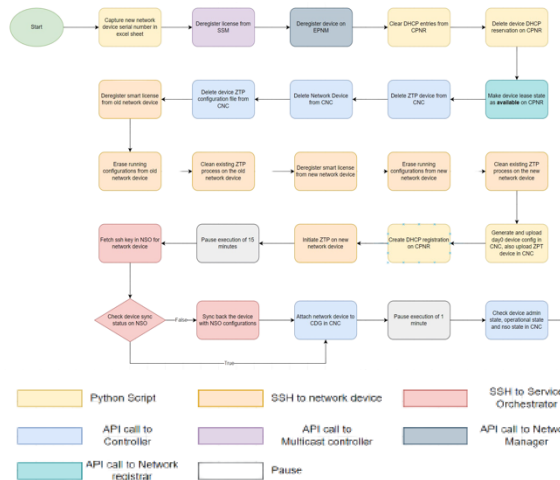 Start
Capture new network
device serial number in
excel sheet
Deregister license from
SSM
Deregister device on
EPNM
Clear DHCP entries from
CPNR
Delete device DHCP
reservation on CPNR
Deregister smart license
from old network device
Delete device ZTP
configuration file from
CNC
Delete Network Device
from CNC
Delete ZTP device from
CNC
Make device lease state
as available on CPNR
Erase running
configurations from old
network device
Clean existing ZTP
process on the old
network device
Deregister smart license
from new network device
Erase running
configurations from new
network device
Clean existing ZTP
process on the new
network device
Fetch ssh key in NSO for
network device
Pause execution of 15
minutes
Initiate ZTP on new
network device
Create DHCP registration
on CPNR
Generate and upload
day0 device config in
CNC, also upload ZPT
device in CNC
Check device sync
status on NSO
False
Sync back the
device with NSO
configurations
Attach network device to
CDG in CNC
Pause execution of 1
minute
Check device admin
state, operational state
and nso state in CNC
True
Python Script
SSH to network device
SSH to Service
Orchestrator
API call to
Controller
API call to
Multicast controller
API call to Netwo
Manager
API call to Network
registrar
Pause